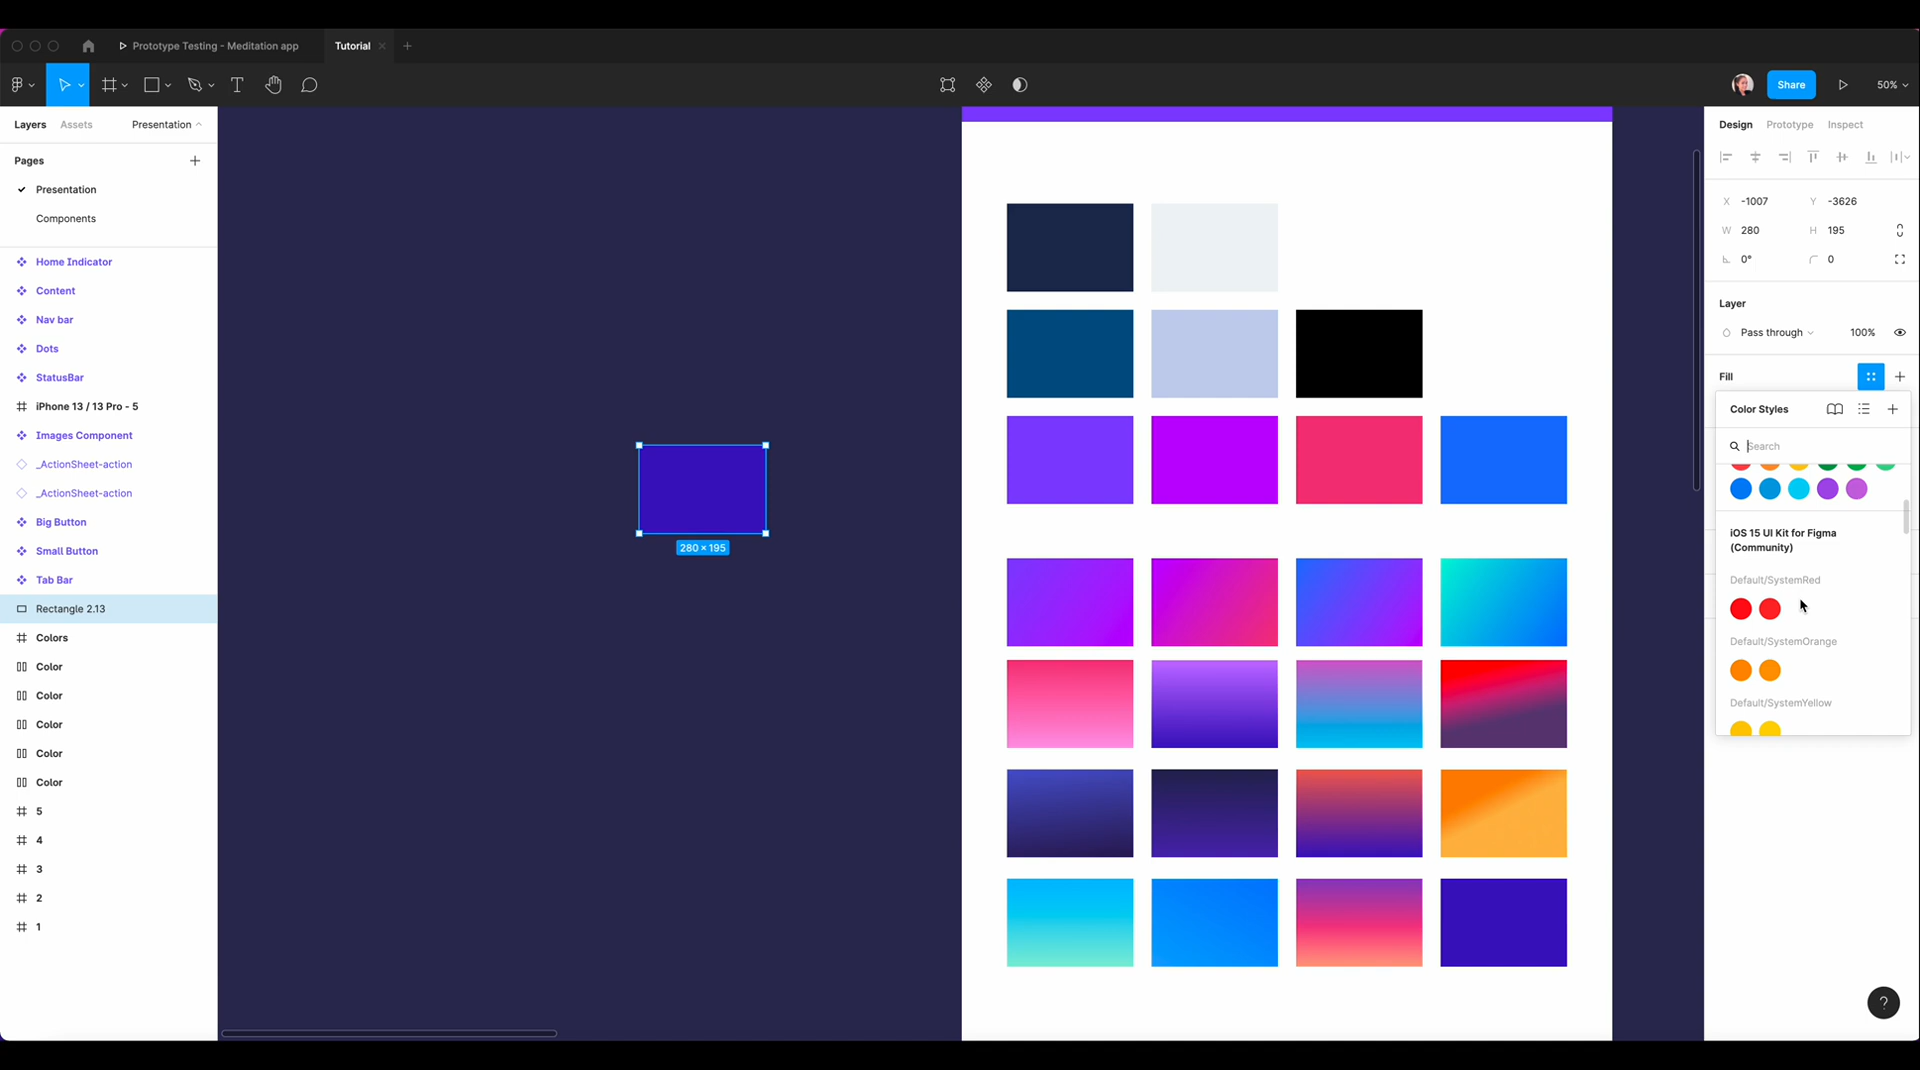 Prototype Testing - Meditation app
Tutorial
Share
50%
Layers
Assets
Presentation
Pages
Presentation
Components
Home Indicator
Content
Nav bar
Dots
StatusBar
iPhone 13 / 13 Pro - 5
Images Component
_ActionSheet-action
_ActionSheet-action
Big Button
Small Button
Tab Bar
Rectangle 2.13
Colors
Color
Color
Color
Color
Color
5
4
3
2
1
280 × 195
Design
Prototype
Inspect
X -1007
Y -3626
W 280
H 195
0°
0
Layer
Pass through
100%
Fill
Color Styles
Search
iOS 15 UI Kit for Figma
(Community)
Default/SystemRed
Default/SystemOrange
Default/SystemYellow
?